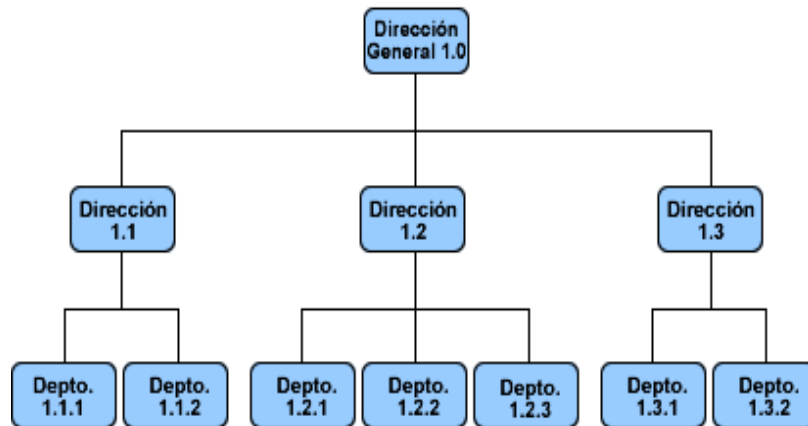 Dirección
General 1.0
Dirección
1.1
Dirección
1.2
Dirección
1.3
Depto.
1.1.1
Depto.
1.1.2
Depto.
1.2.1
Depto.
1.2.2
Depto.
1.2.3
Depto.
1.3.1
Depto.
1.3.2